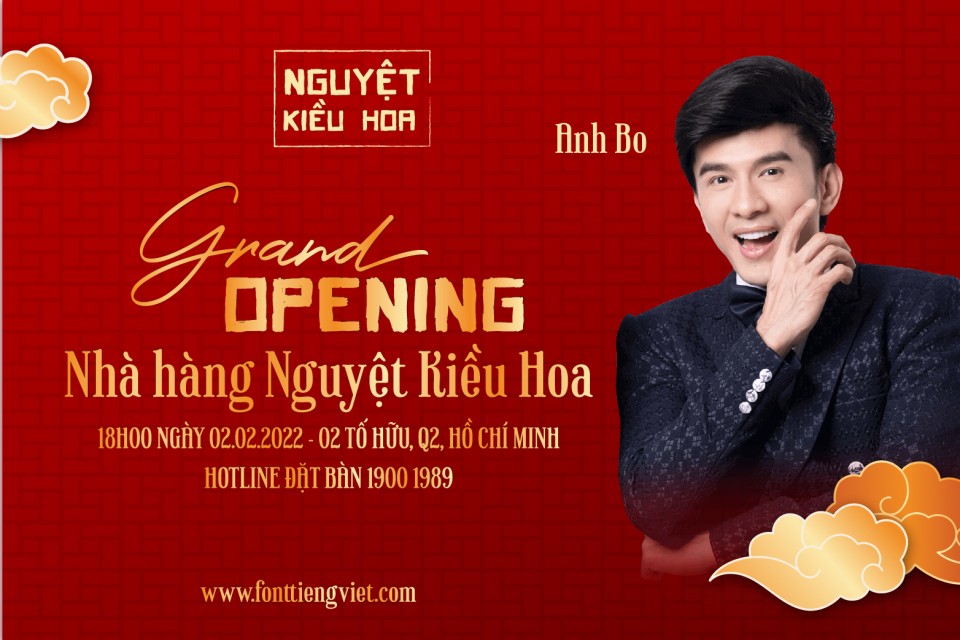 NGUYỆT
KIỀU HOA
Anh Bo
Grand
OPENING
Nhà hàng Nguyệt Kiều Hoa
18H00 NGÀY 02.02.2022 - 02 TỐ HỮU, Q2, HỒ CHÍ MINH
HOTLINE ĐẶT BÀN 1900 1989
www.fonttiengviet.com